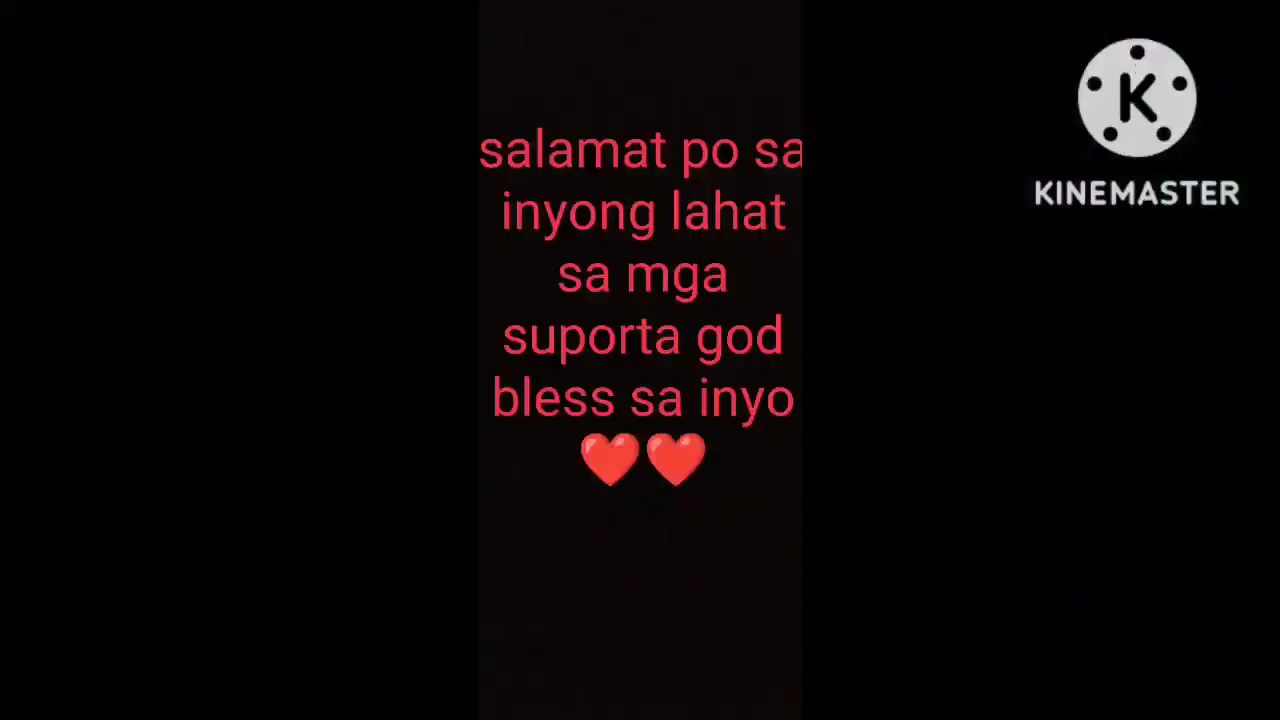 salamat po sa
inyong lahat
sa mga
suporta god
bless sa inyo
❤️❤️
K
KINEMASTER